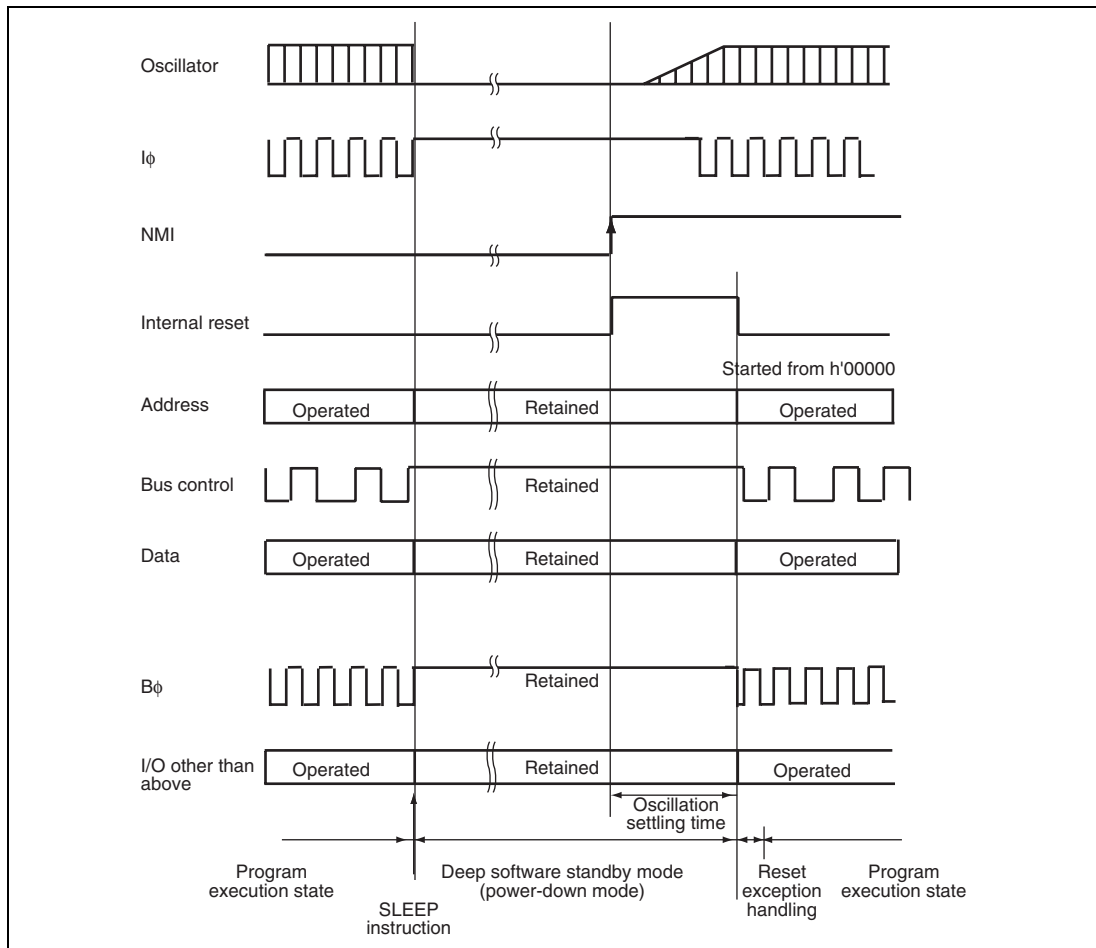 Oscillator
Iϕ
NMI
Internal reset
Started from h'00000
Address
Operated
Retained
Operated
Bus control
Retained
Data
Operated
Retained
Operated
Bϕ
Retained
I/O other than
above
Operated
Retained
Operated
Oscillation
settling time
Program
execution state
SLEEP
instruction
Deep software standby mode
(power-down mode)
Reset
exception
handling
Program
execution state